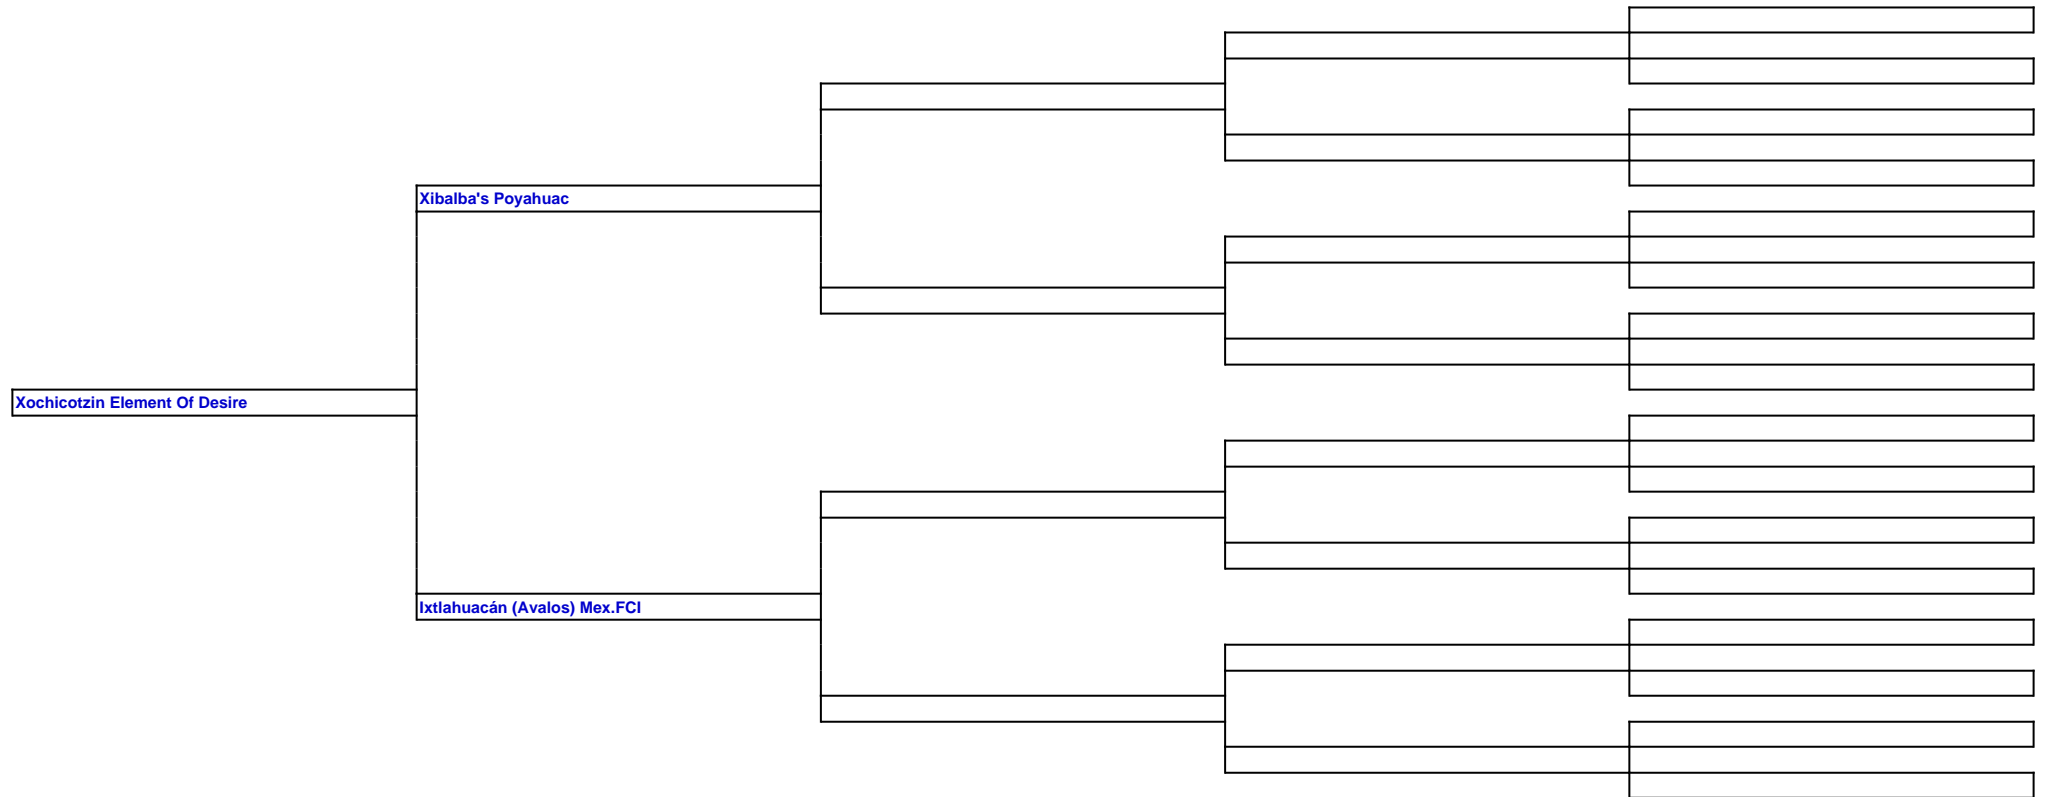 Xibalba's Poyahuac
Xochicotzin Element Of Desire
Ixtlahuacán (Avalos) Mex.FCI